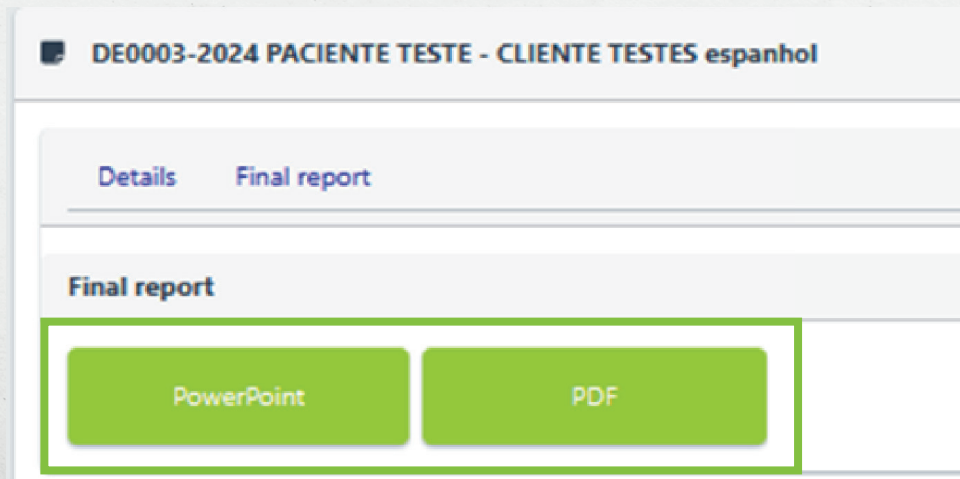 DE0003-2024 PACIENTE TESTE - CLIENTE TESTES espanhol
Details Final report
Final report
PowerPoint PDF